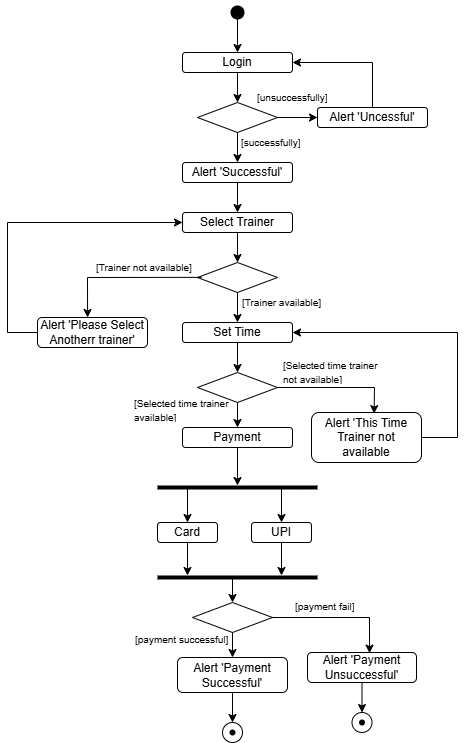 Login
[unsuccessfully]
Alert 'Uncessful'
[successfully]
Alert 'Successful'
Select Trainer
[Trainer not available]
[Trainer available]
Alert 'Please Select
Anotherr trainer'
Set Time
[Selected time trainer
not available]
[Selected time trainer
available]
Alert 'This Time
Trainer not
available
Payment
Card
UPI
[payment fail]
[payment successful]
Alert 'Payment
Successful'
Alert 'Payment
Unsuccessful'